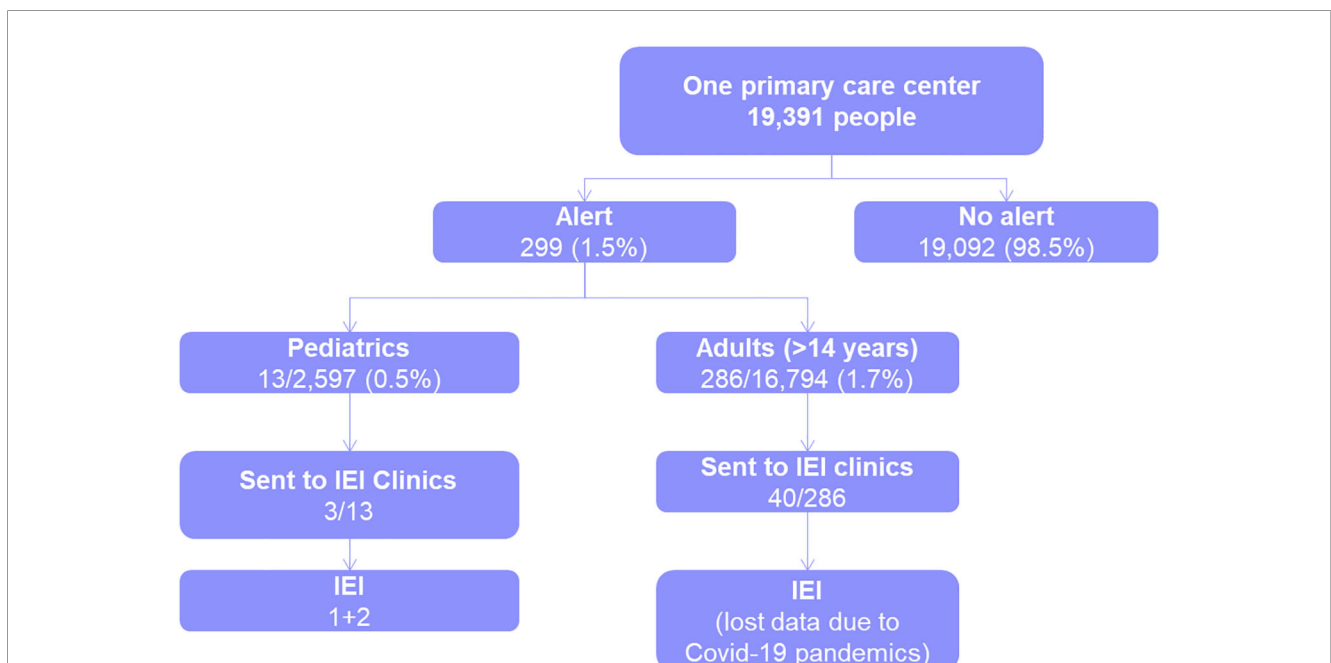 One primary care center
19,391 people
Alert
299 (1.5%)
No alert
19,092 (98.5%)
Pediatrics
13/2,597 (0.5%)
Adults (>14 years)
286/16,794 (1.7%)
Sent to IEI Clinics
3/13
Sent to IEI clinics
40/286
IEI
1+2
IEI
(lost data due to
Covid-19 pandemics)